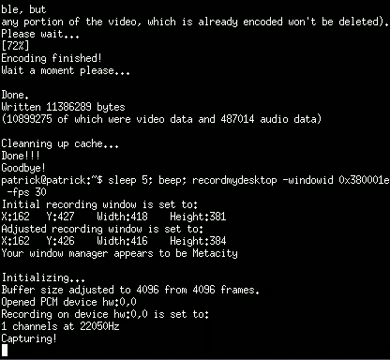 ble, but
any portion of the video, which is already encoded won't be deleted).
Please wait...
[72%]
Encoding finished!
Wait a moment please...
Done.
Written 11386289 bytes
(10899275 of which were video data and 487014 audio data)
Cleanning up cache...
Done!!!
Goodbye!
patrick@patrick:~$ sleep 5; beep; recordmydesktop -windowid 0x380001e
-fps 30
Initial recording window is set to:
X:162 Y:427 Width:418 Height:381
Adjusted recording window is set to:
X:162 Y:426 Width:416 Height:384
Your window manager appears to be Metacity
Initializing...
Buffer size adjusted to 4096 from 4096 frames.
Opened PCM device hw:0,0
Recording on device hw:0,0 is set to:
1 channels at 22050Hz
Capturing!